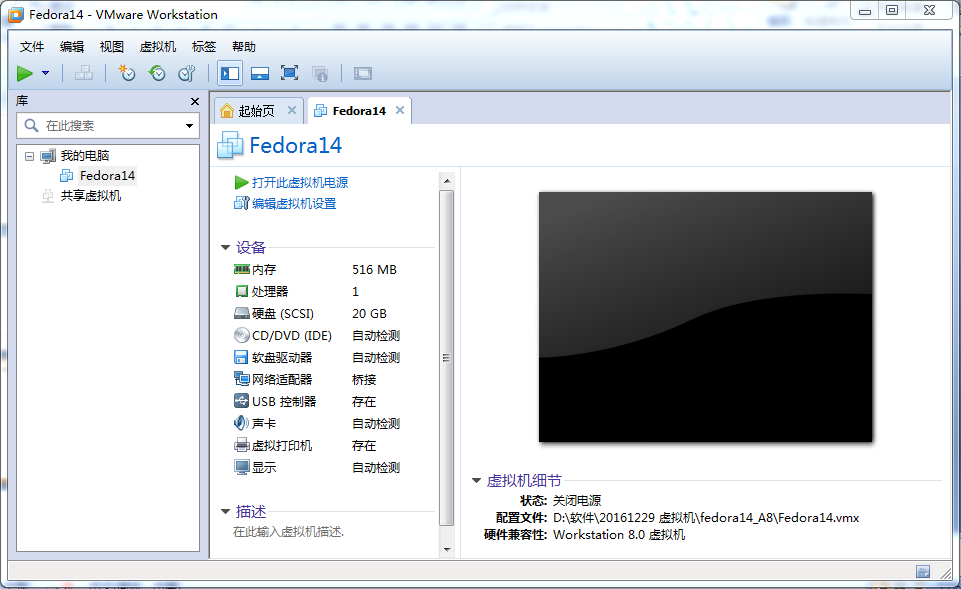 Fedora14 - VMware Workstation
文件 编辑 视图 虚拟机 标签 帮助
库
在此搜索
我的电脑
Fedora14
共享虚拟机
起始页 Fedora14
Fedora14
打开此虚拟机电源
编辑虚拟机设置
设备
内存 516 MB
处理器 1
硬盘 (SCSI) 20 GB
CD/DVD (IDE) 自动检测
软盘驱动器 自动检测
网络适配器 桥接
USB 控制器 存在
声卡 自动检测
虚拟打印机 存在
显示 自动检测
描述
在此输入虚拟机描述.
虚拟机细节
状态: 关闭电源
配置文件: D:\软件\20161229 虚拟机\fedora14_A8\Fedora14.vmx
硬件兼容性: Workstation 8.0 虚拟机